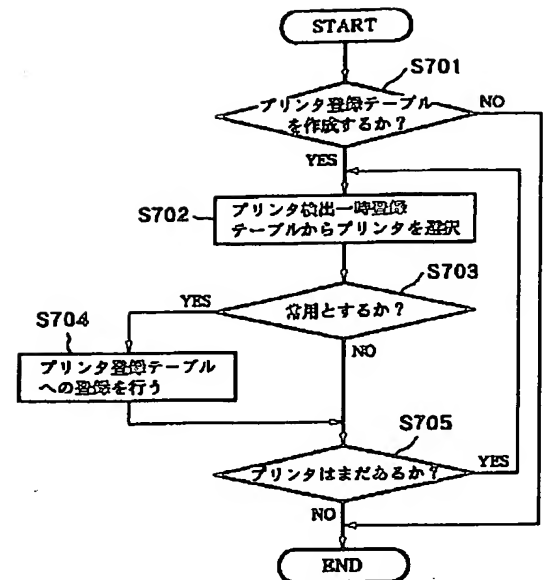 START
S701
プリンタ登録テーブル
を作成するか？
NO
YES
S702
プリンタ検出一時登録
テーブルからプリンタを選択
S703
YES
常用とするか？
S704
NO
プリンタ登録テーブル
への登録を行う
S705
プリンタはまだあるか？
YES
NO
END